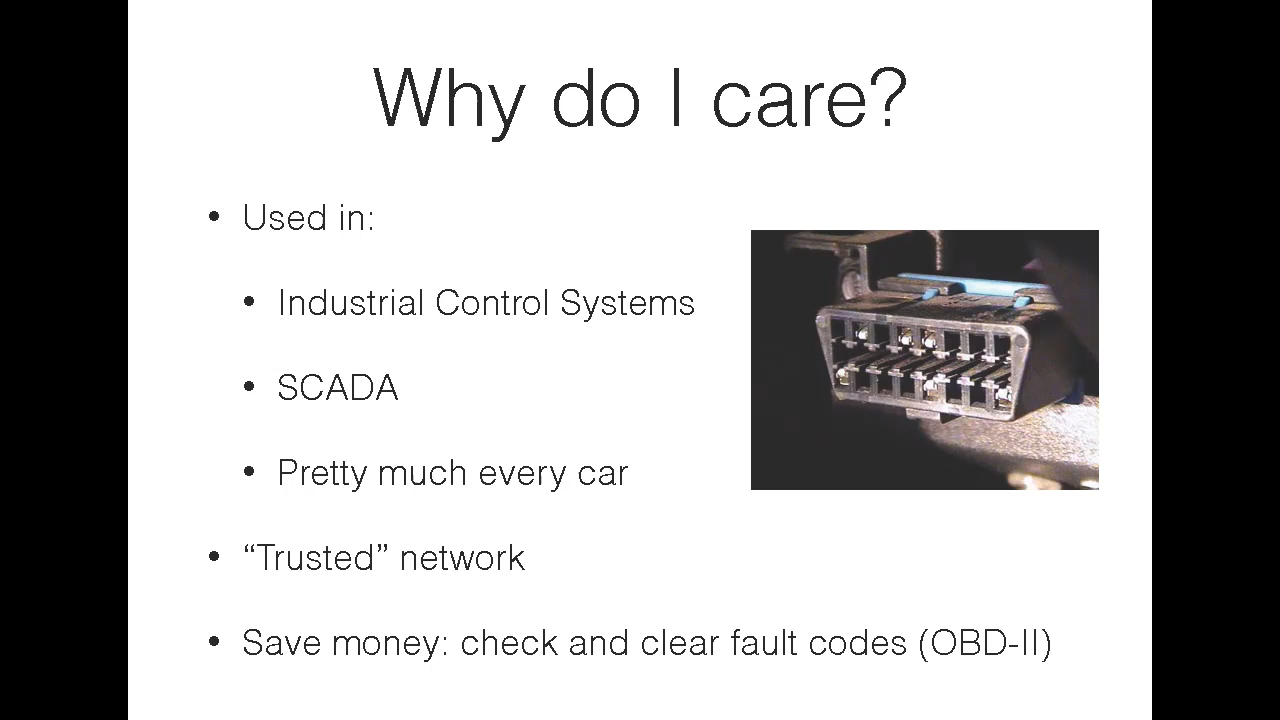 Why do I care?
• Used in:
• Industrial Control Systems
• SCADA
• Pretty much every car
• “Trusted” network
• Save money: check and clear fault codes (OBD-II)